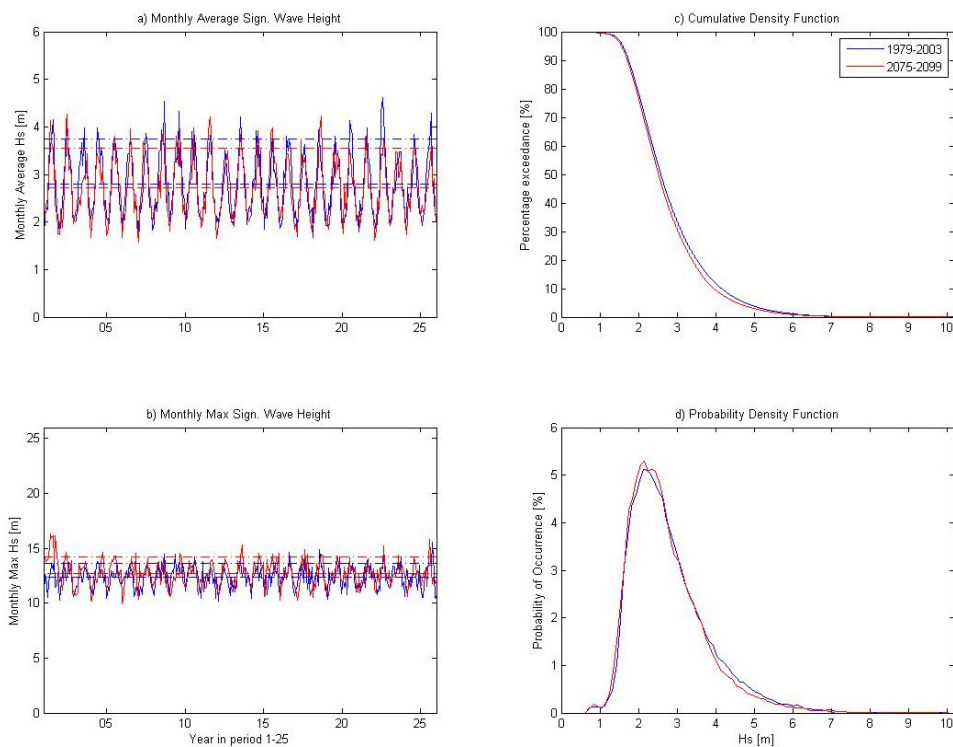 a) Monthly Average Sign. Wave Height
6
5
4
3
2
1
0
Monthly Average Hs [m]
05 10 15 20 25
c) Cumulative Density Function
100
90
80
70
60
50
40
30
20
10
0
Percentage exceedance [%]
1979-2003
2075-2099
0 1 2 3 4 5 6 7 8 9 10
b) Monthly Max Sign. Wave Height
25
20
15
10
5
0
Monthly Max Hs [m]
05 10 15 20 25
Year in period 1-25
d) Probability Density Function
6
5
4
3
2
1
0
Probability of Occurrence [%]
0 1 2 3 4 5 6 7 8 9 10
Hs [m]